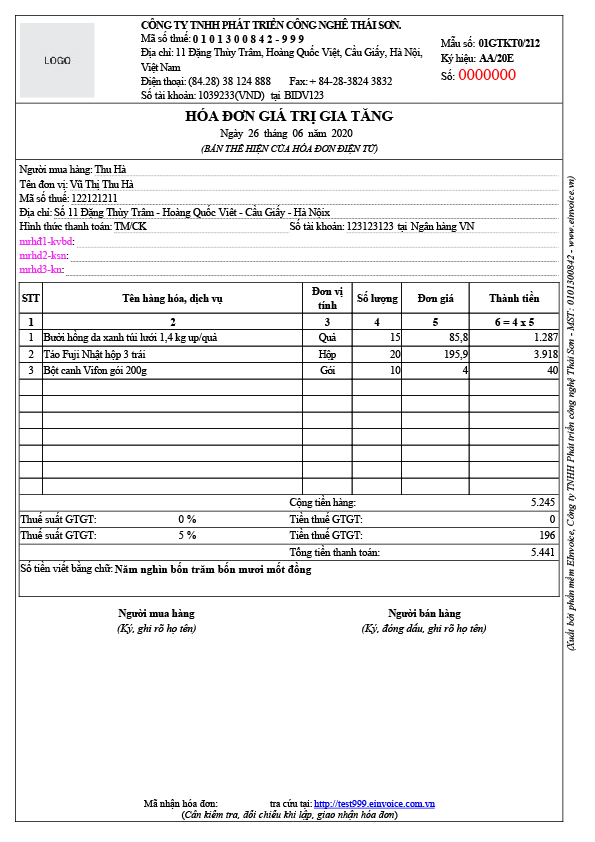 LOGO
CÔNG TY TNHH PHÁT TRIỂN CÔNG NGHỆ THÁI SƠN.
Mã số thuế: 0 1 0 1 3 0 0 8 4 2 - 9 9 9
Địa chỉ: 11 Đặng Thùy Trâm, Hoàng Quốc Việt, Cầu Giấy, Hà Nội,
Việt Nam
Điện thoại: (84.28) 38 124 888 Fax: + 84-28-3824 3832
Số tài khoản: 1039233(VND) tại BIDV123
Mẫu số: 01GTKT0/212
Ký hiệu: AA/20E
Số: 0000000
HÓA ĐƠN GIÁ TRỊ GIA TĂNG
Ngày 26 tháng 06 năm 2020
(BẢN THỂ HIỆN CỦA HÓA ĐƠN ĐIỆN TỬ)
Người mua hàng: Thu Hà
Tên đơn vị: Vũ Thị Thu Hà
Mã số thuế: 122121211
Địa chỉ: Số 11 Đặng Thùy Trâm - Hoàng Quốc Việt - Cầu Giấy - Hà Nộix
Hình thức thanh toán: TM/CK Số tài khoản: 123123123 tại Ngân hàng VN
mrhđ1-kvbd:
mrhđ2-ksn:
mrhđ3-kn:
STT Tên hàng hóa, dịch vụ Đơn vị tính Số lượng Đơn giá Thành tiền
1 2 3 4 5 6 = 4 x 5
1 Bưởi hồng da xanh túi lưới 1,4 kg up/quả Quả 15 85,8 1.287
2 Táo Fuji Nhật hộp 3 trái Hộp 20 195,9 3.918
3 Bột canh Vifon gói 200g Gói 10 4 40
Cộng tiền hàng: 5.245
Thuế suất GTGT: 0 % Tiền thuế GTGT: 0
Thuế suất GTGT: 5 % Tiền thuế GTGT: 196
Tổng tiền thanh toán: 5.441
Số tiền viết bằng chữ: Năm nghìn bốn trăm bốn mươi mốt đồng
Người mua hàng Người bán hàng
(Ký, ghi rõ họ tên) (Ký, đóng dấu, ghi rõ họ tên)
Mã nhận hóa đơn: tra cứu tại: http://test999.einvoice.com.vn
(Cần kiểm tra, đối chiếu khi lập, giao nhận hóa đơn)
(Xuất bởi phần mềm EInvoice, Công ty TNHH Phát triển công nghệ Thái Sơn - MST: 0101300842 - www.einvoice.vn)